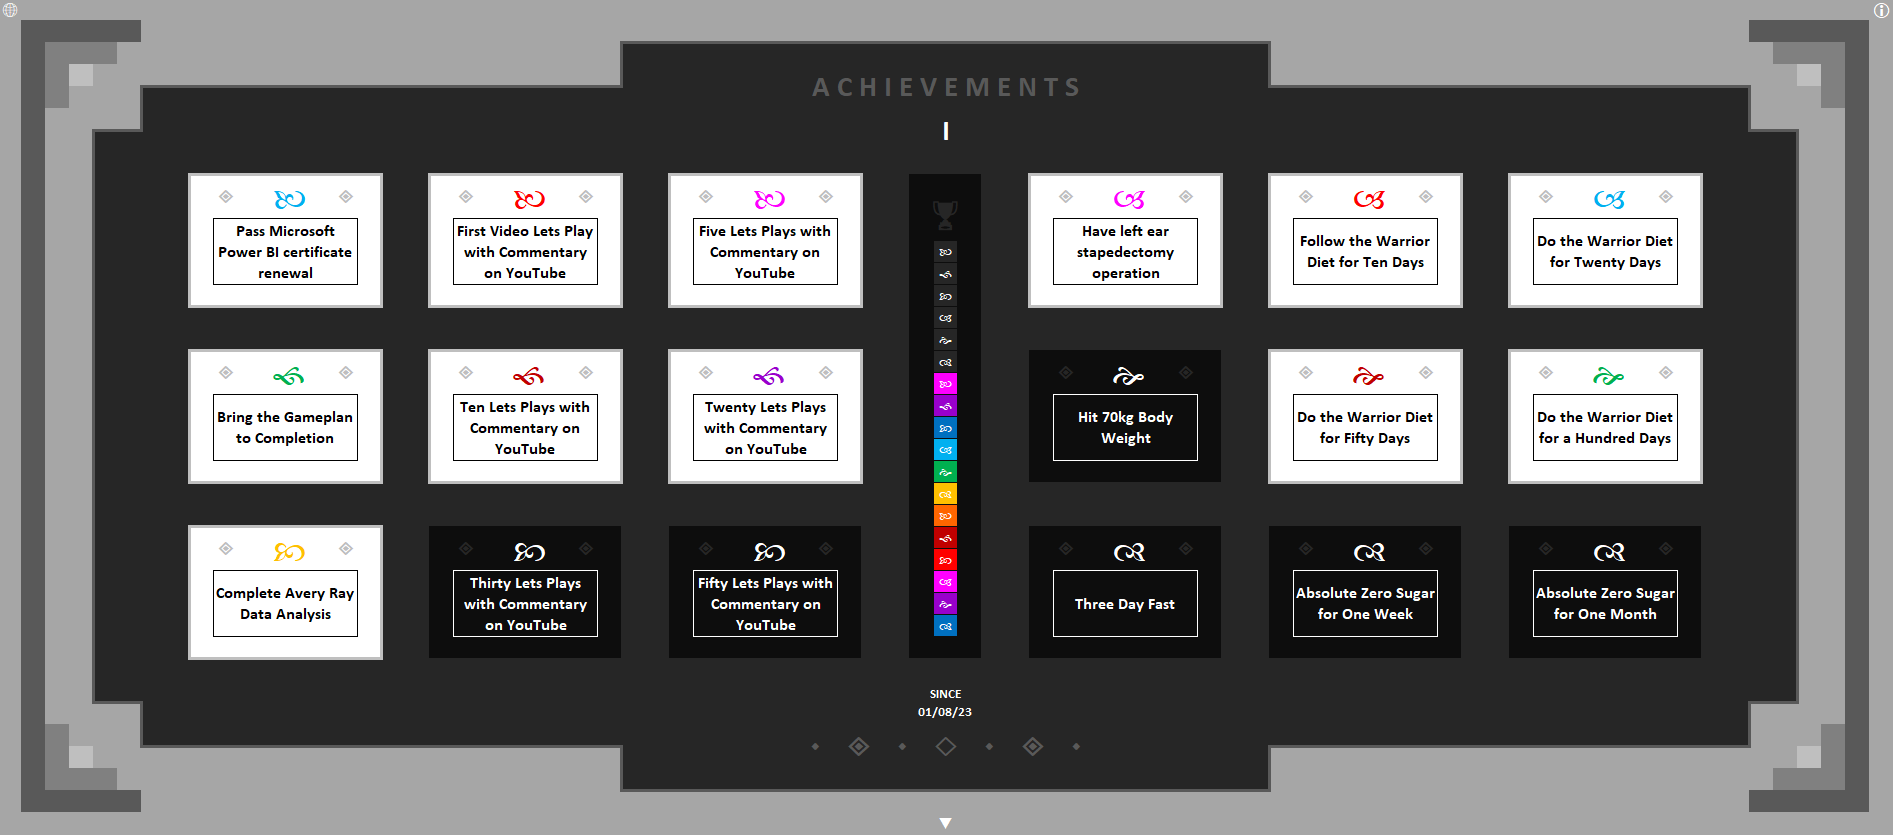 ACHIEVEMENTS
I
Pass Microsoft
Power BI certificate
renewal
First Video Lets Play
with Commentary
on YouTube
Five Lets Plays with
Commentary on
YouTube
Have left ear
stapedectomy
operation
Follow the Warrior
Diet for Ten Days
Do the Warrior Diet
for Twenty Days
Bring the Gameplan
to Completion
Ten Lets Plays with
Commentary on
YouTube
Twenty Lets Plays
with Commentary
on YouTube
Hit 70kg Body
Weight
Do the Warrior Diet
for Fifty Days
Do the Warrior Diet
for a Hundred Days
Complete Avery Ray
Data Analysis
Thirty Lets Plays
with Commentary
on YouTube
Fifty Lets Plays with
Commentary on
YouTube
Three Day Fast
Absolute Zero Sugar
for One Week
Absolute Zero Sugar
for One Month
SINCE
01/08/23